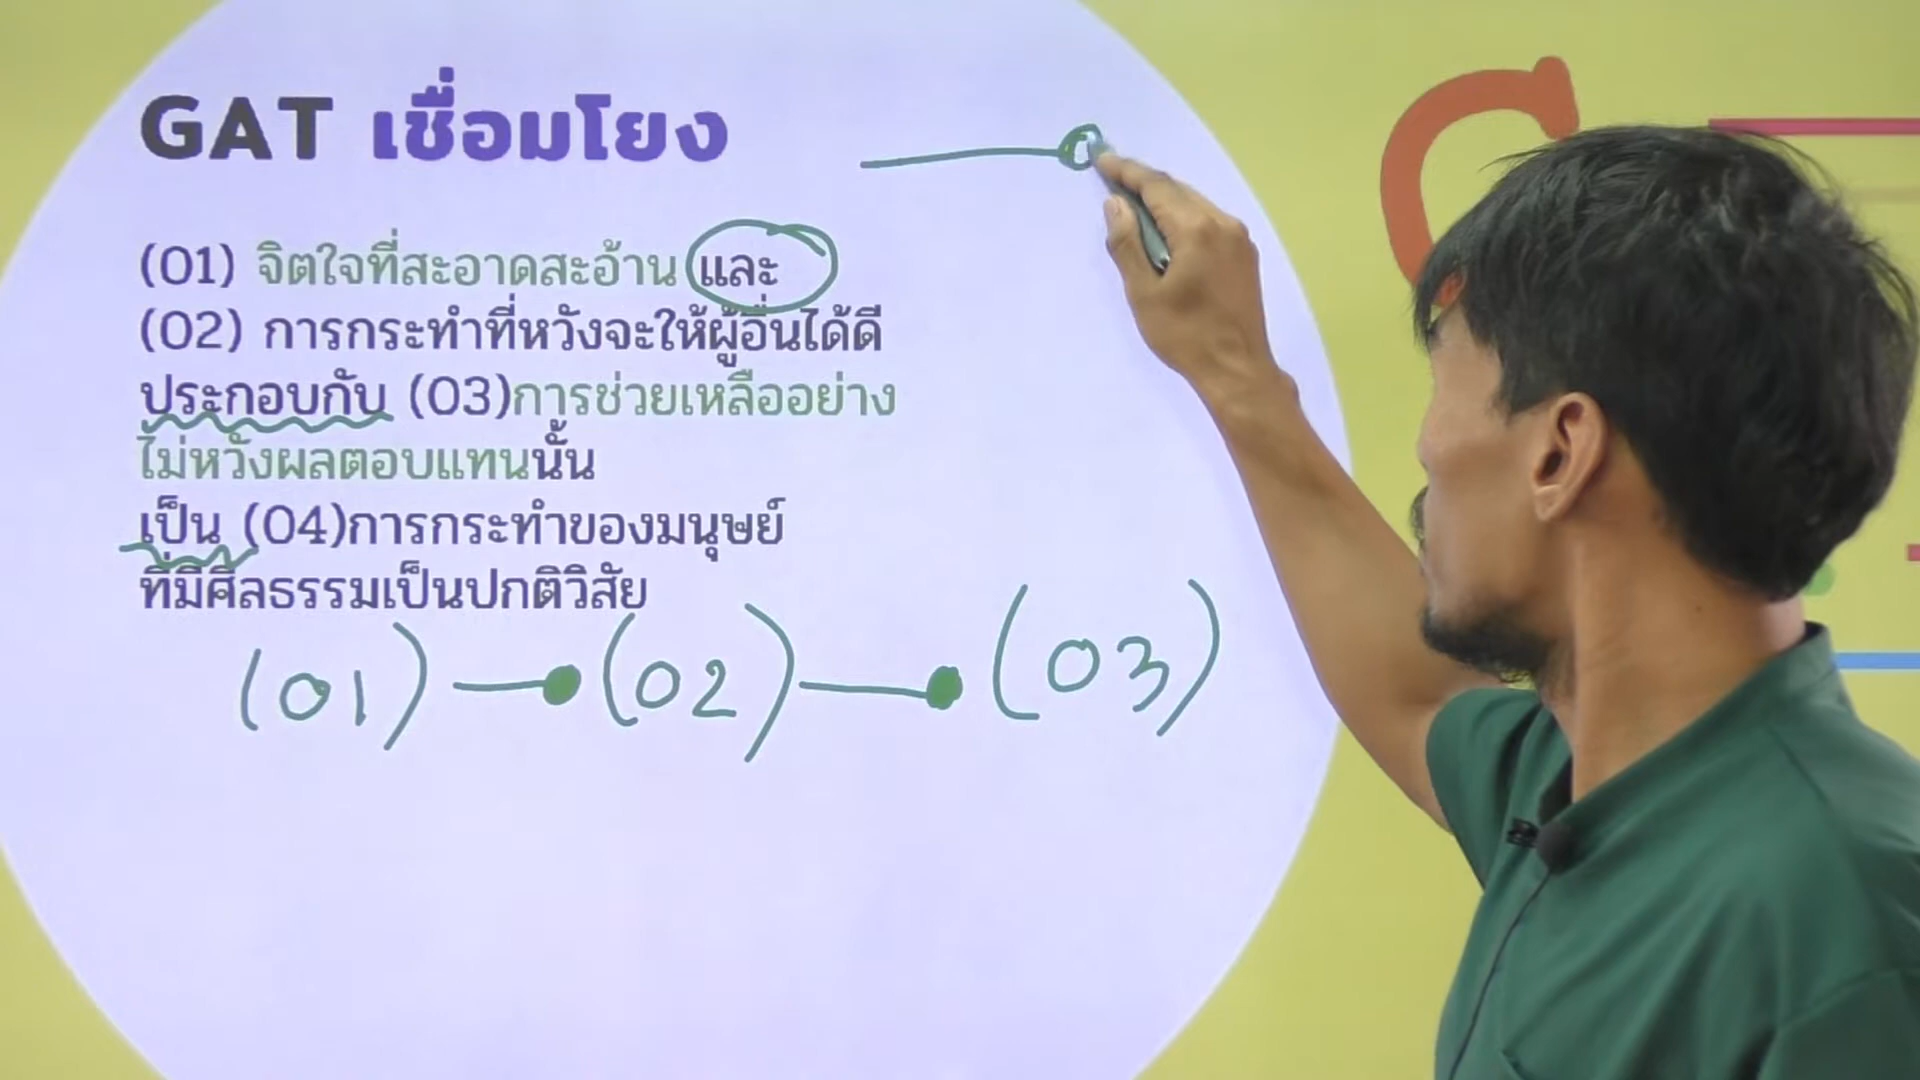 GAT เชื่อมโยง
(01) จิตใจที่สะอาดสะอ้าน และ
(02) การกระทำที่หวังจะให้ผู้อื่นได้ดี
ประกอบกับ (03)การช่วยเหลืออย่าง
ไม่หวังผลตอบแทนนั้น
เป็น (04)การกระทำของมนุษย์
ที่มีศีลธรรมเป็นปกติวิสัย
(01) (02) (03)